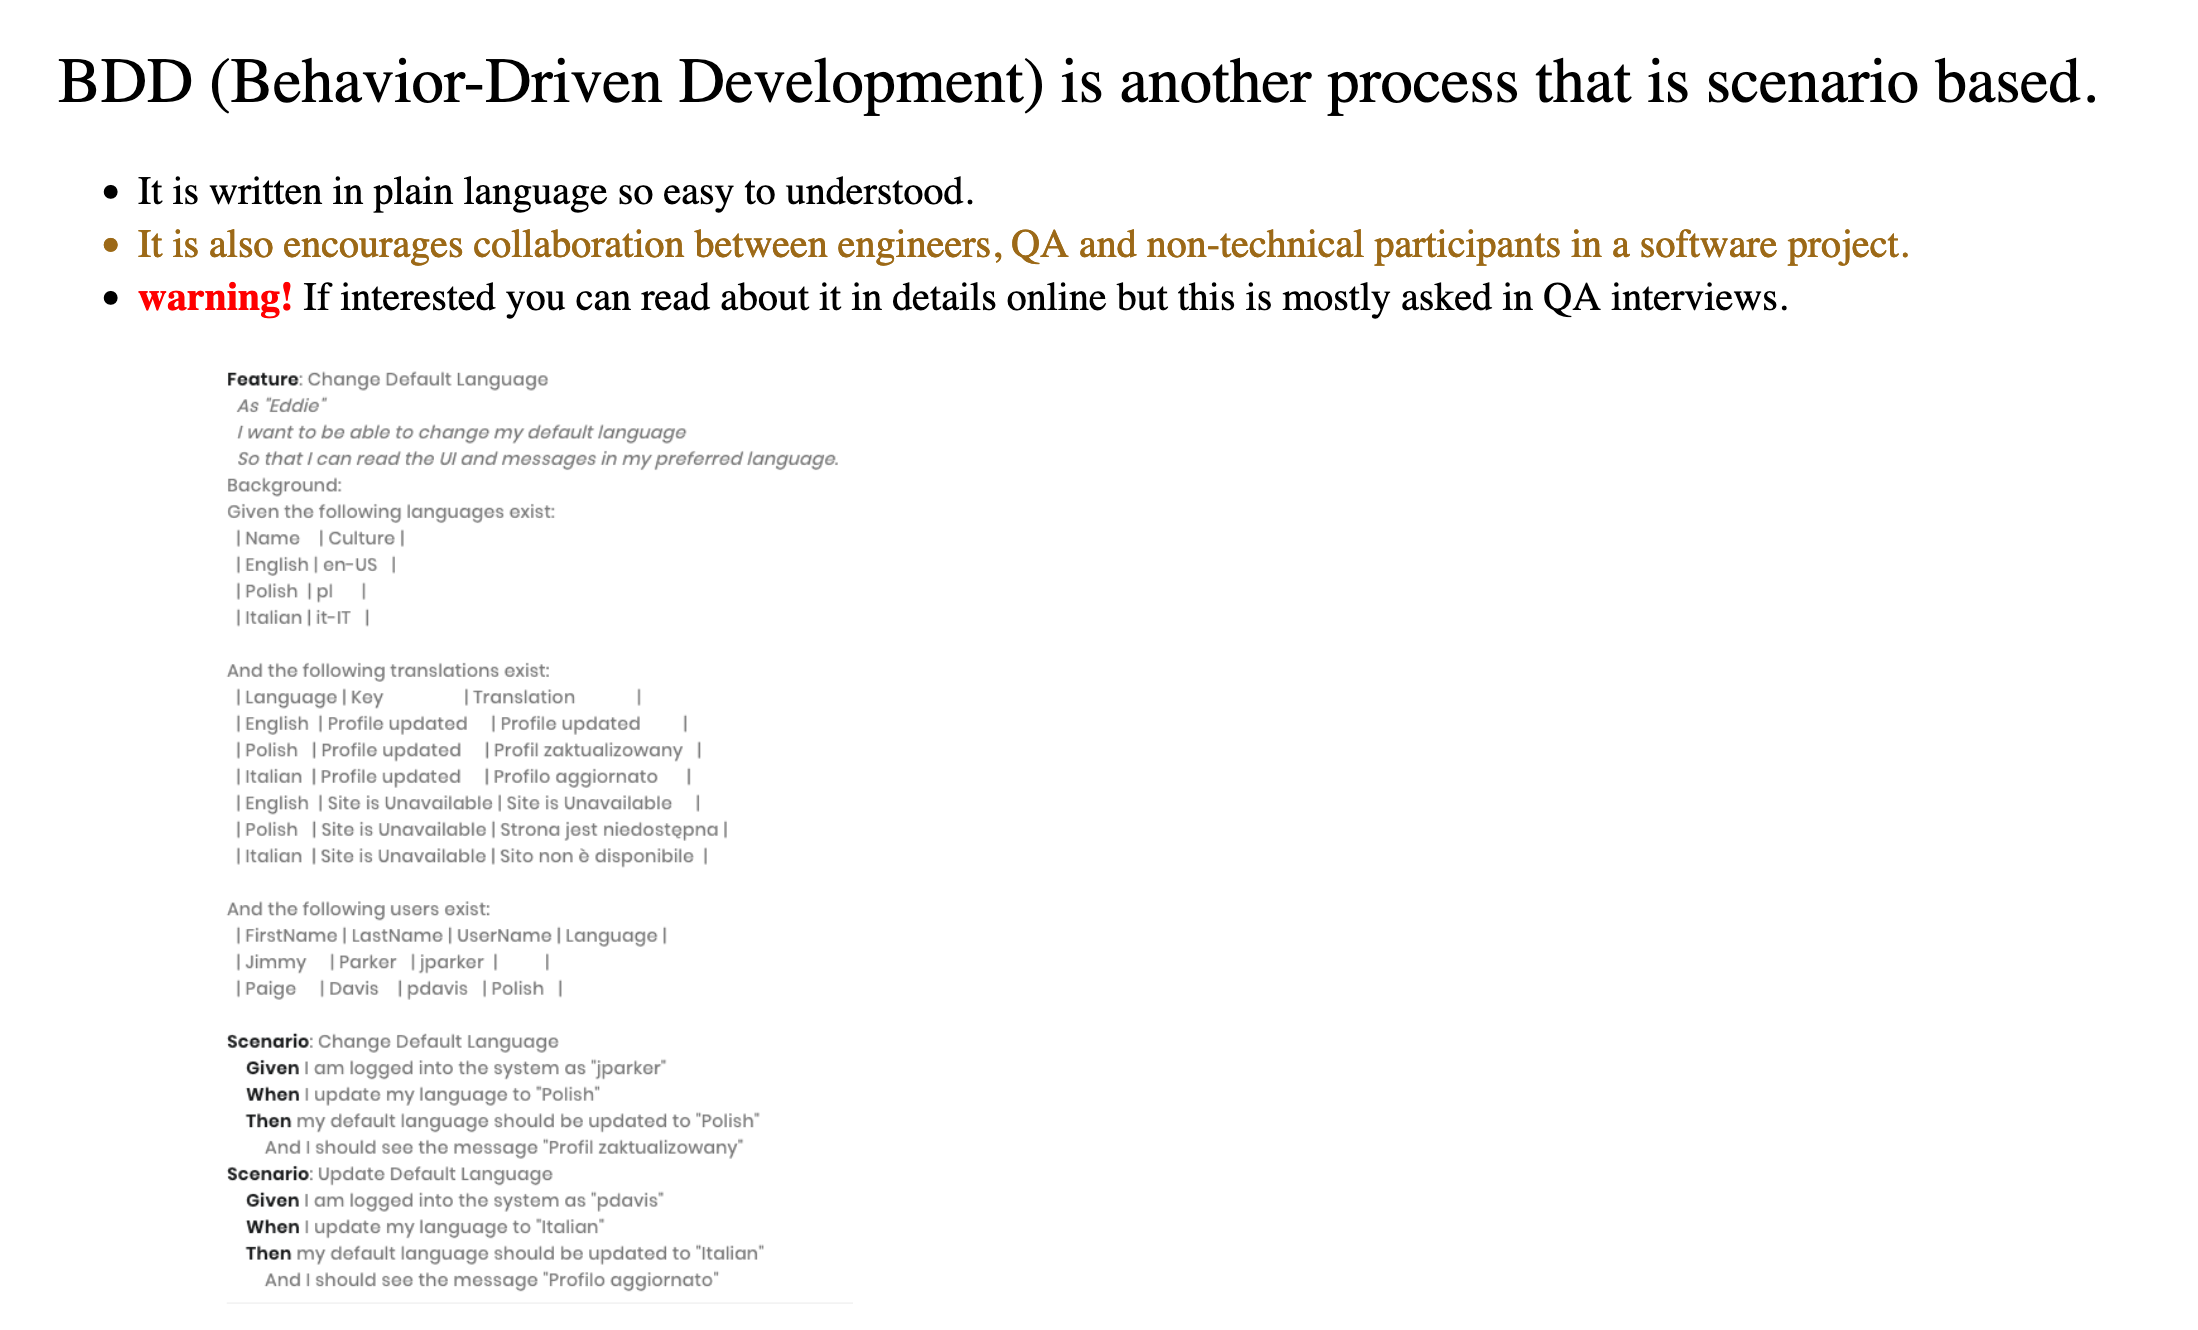 BDD (Behavior-Driven Development) is another process that is scenario based.
• It is written in plain language so easy to understood.
• It is also encourages collaboration between engineers, QA and non-technical participants in a software project.
• warning! If interested you can read about it in details online but this is mostly asked in QA interviews.
Feature: Change Default Language
As "Eddie"
I want to be able to change my default language
So that I can read the UI and messages in my preferred language.
Background:
Given the following languages exist:
| Name | Culture |
| English | en-US |
| Polish | pl |
| Italian | it-IT |
And the following translations exist:
| Language | Key | Translation |
| English | Profile updated | Profile updated |
| Polish | Profile updated | Profil zaktualizowany |
| Italian | Profile updated | Profilo aggiornato |
| English | Site is Unavailable | Site is Unavailable |
| Polish | Site is Unavailable | Strona jest niedostępna |
| Italian | Site is Unavailable | Sito non è disponibile |
And the following users exist:
| FirstName | LastName | UserName | Language |
| Jimmy | Parker | jparker | |
| Paige | Davis | pdavis | Polish |
Scenario: Change Default Language
Given I am logged into the system as "jparker"
When I update my language to "Polish"
Then my default language should be updated to "Polish"
And I should see the message "Profil zaktualizowany"
Scenario: Update Default Language
Given I am logged into the system as "pdavis"
When I update my language to "Italian"
Then my default language should be updated to "Italian"
And I should see the message "Profilo aggiornato"